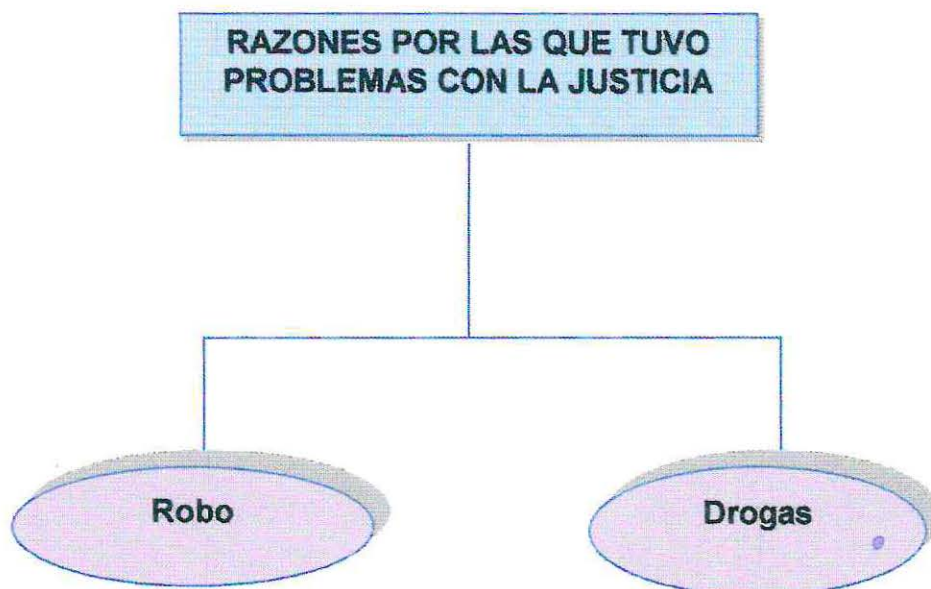 RAZONES POR LAS QUE TUVO
PROBLEMAS CON LA JUSTICIA
Robo
Drogas